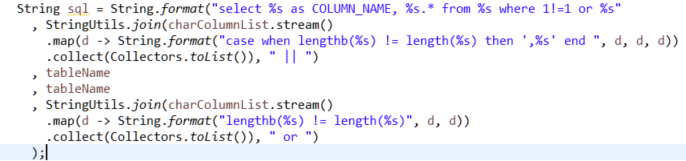 String sql = String.format("select %s as COLUMN_NAME, %s.* from %s where 1!=1 or %s"
, StringUtils.join(charColumnList.stream()
.map(d -> String.format("case when lengthb(%s) != length(%s) then ',%s' end ", d, d, d))
.collect(Collectors.toList()), " || ")
, tableName
, tableName
, StringUtils.join(charColumnList.stream()
.map(d -> String.format("lengthb(%s) != length(%s)", d, d))
.collect(Collectors.toList()), " or ")
);